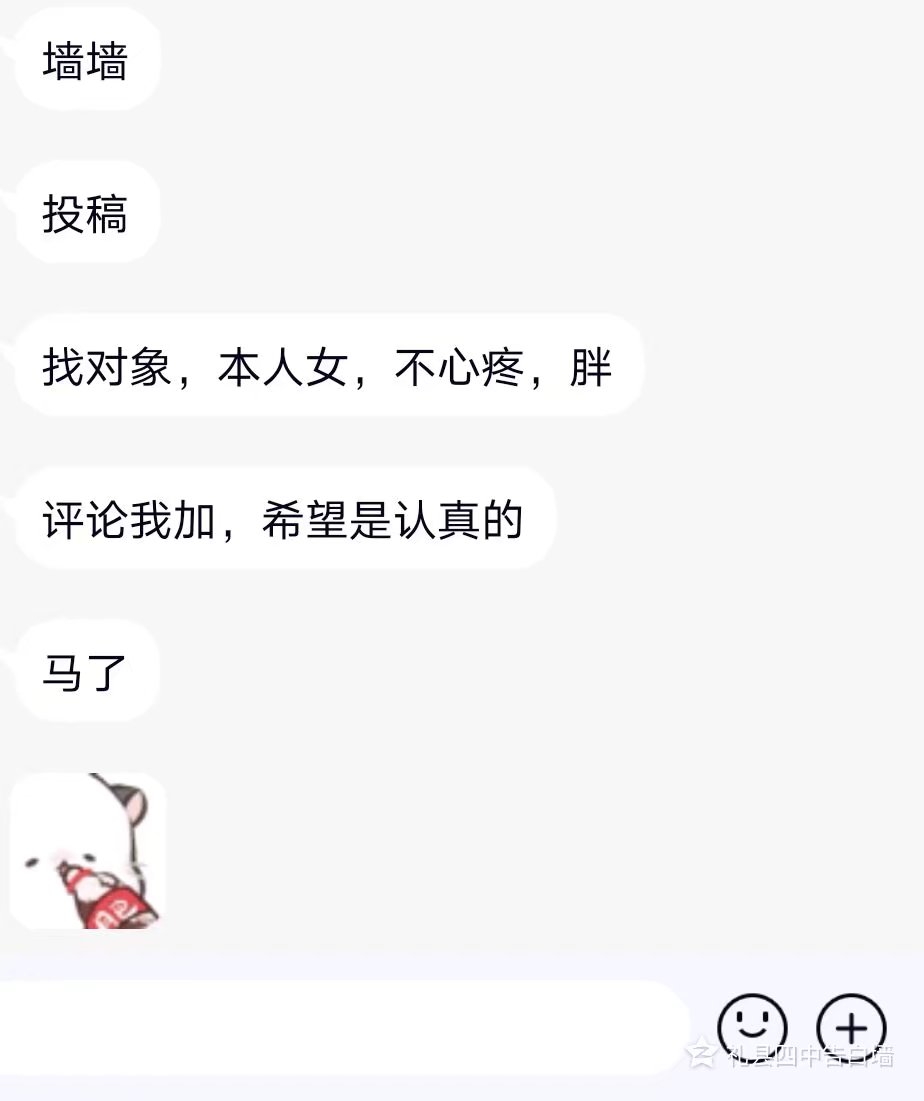 墙墙
投稿
找对象，本人女，不心疼，胖
评论我加，希望是认真的
马了
礼县四中告白墙